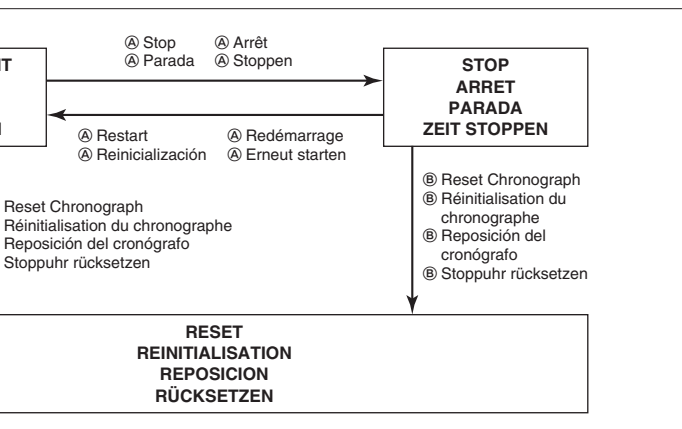 Ⓐ Stop Ⓐ Arrêt
Ⓐ Parada Ⓐ Stoppen
STOP
ARRET
PARADA
ZEIT STOPPEN
Ⓐ Restart Ⓐ Redémarrage
Ⓐ Reinicialización Ⓐ Erneut starten
Reset Chronograph
Réinitialisation du chronographe
Reposición del cronógrafo
Stoppuhr rücksetzen
Ⓑ Reset Chronograph
Ⓑ Réinitialisation du
chronographe
Ⓑ Reposición del
cronógrafo
Ⓑ Stoppuhr rücksetzen
RESET
REINITIALISATION
REPOSICION
RÜCKSETZEN